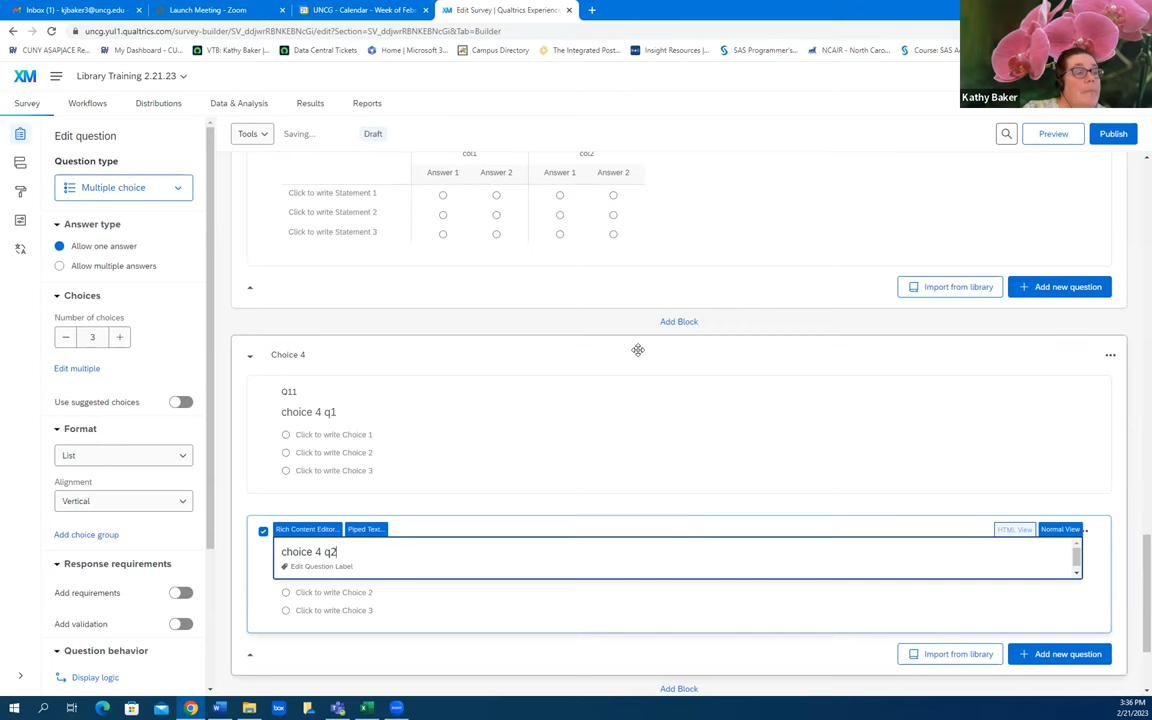 Inbox (1) - kjbaker3@uncg.edu -
Launch Meeting - Zoom
UNCG - Calendar - Week of Feb
Edit Survey | Qualtrics Experience
uncg.yul1.qualtrics.com/survey-builder/SV_ddjwrRBNKEBNcGi/edit?Section=SV_ddjwrRBNKEBNcGi&Tab=Builder
CUNY ASAP|ACE Re...
My Dashboard - CU...
VTB: Kathy Baker |
Data Central Tickets
Home | Microsoft 3...
Campus Directory
The Integrated Post...
Insight Resources |...
SAS Programmer's...
NCAIR - North Caro...
Course: SAS
Kathy Baker
XM
Library Training 2.21.23
Survey
Workflows
Distributions
Data & Analysis
Results
Reports
Edit question
Tools
Saving...
Draft
Preview
Publish
Question type
Multiple choice
Answer type
Allow one answer
Allow multiple answers
Choices
Number of choices
3
Edit multiple
Use suggested choices
Format
List
Alignment
Vertical
Add choice group
Response requirements
Add requirements
Add validation
Question behavior
Display logic
col1
col2
Answer 1
Answer 2
Answer 1
Answer 2
Click to write Statement 1
Click to write Statement 2
Click to write Statement 3
Import from library
Add new question
Add Block
Choice 4
Q11
choice 4 q1
Click to write Choice 1
Click to write Choice 2
Click to write Choice 3
Rich Content Editor...
Piped Text...
HTML View
Normal View
choice 4 q2
Edit Question Label
Click to write Choice 2
Click to write Choice 3
Import from library
Add new question
Add Block
3:36 PM
2/21/2023